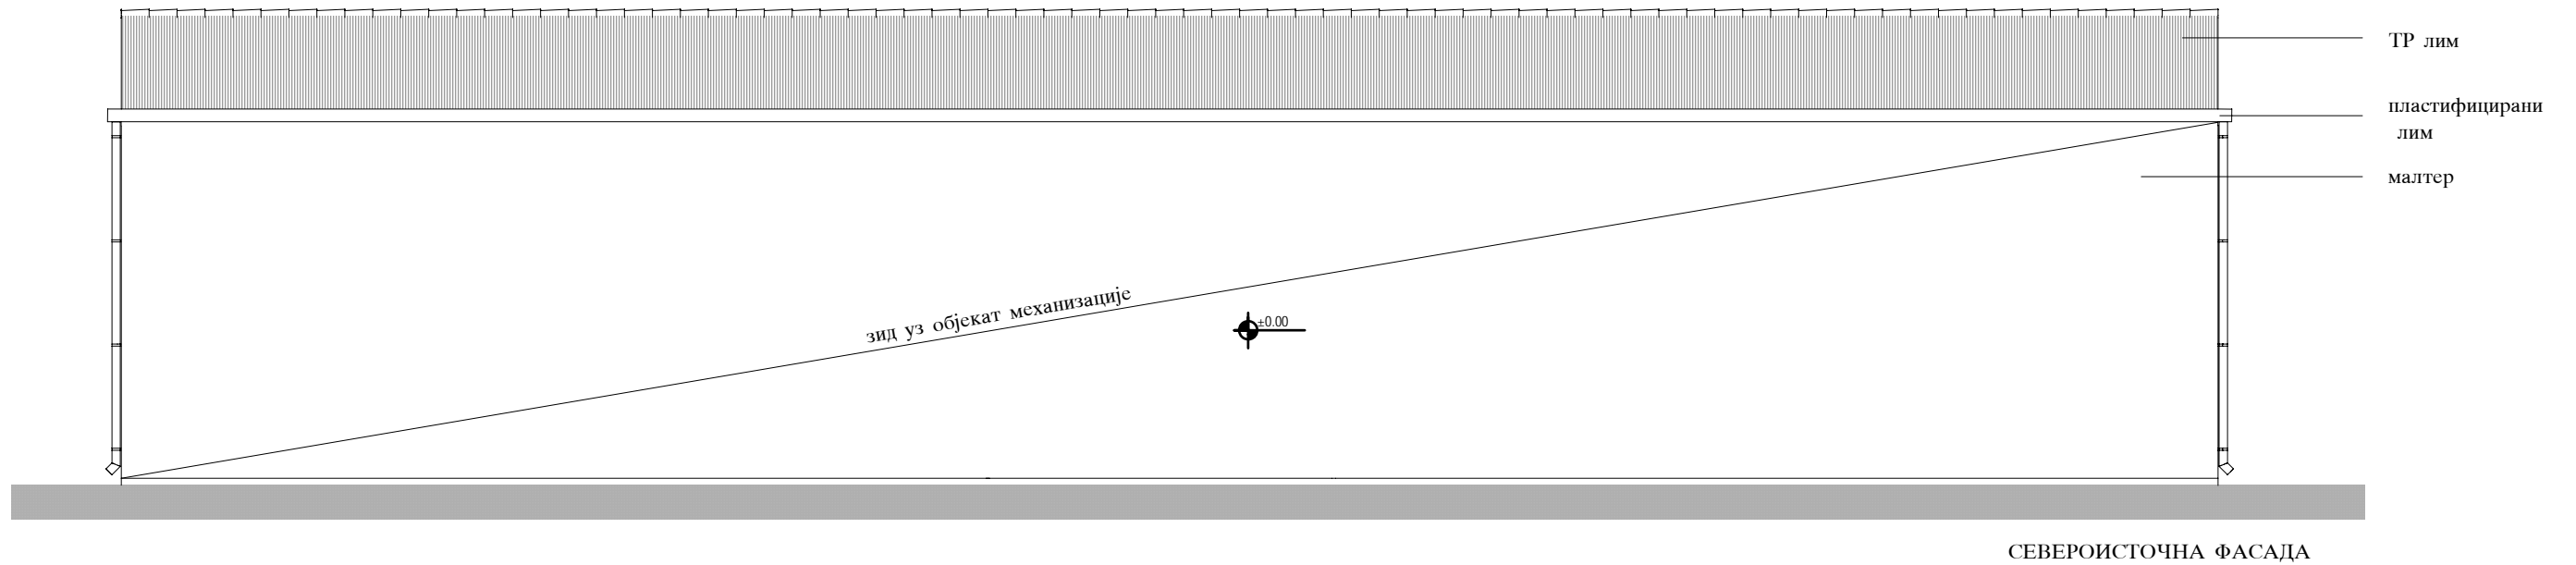 ТР лим
пластифицирани
лим
малтер
зид уз објекат механизације
±0.00
СЕВЕРОИСТОЧНА ФАСАДА